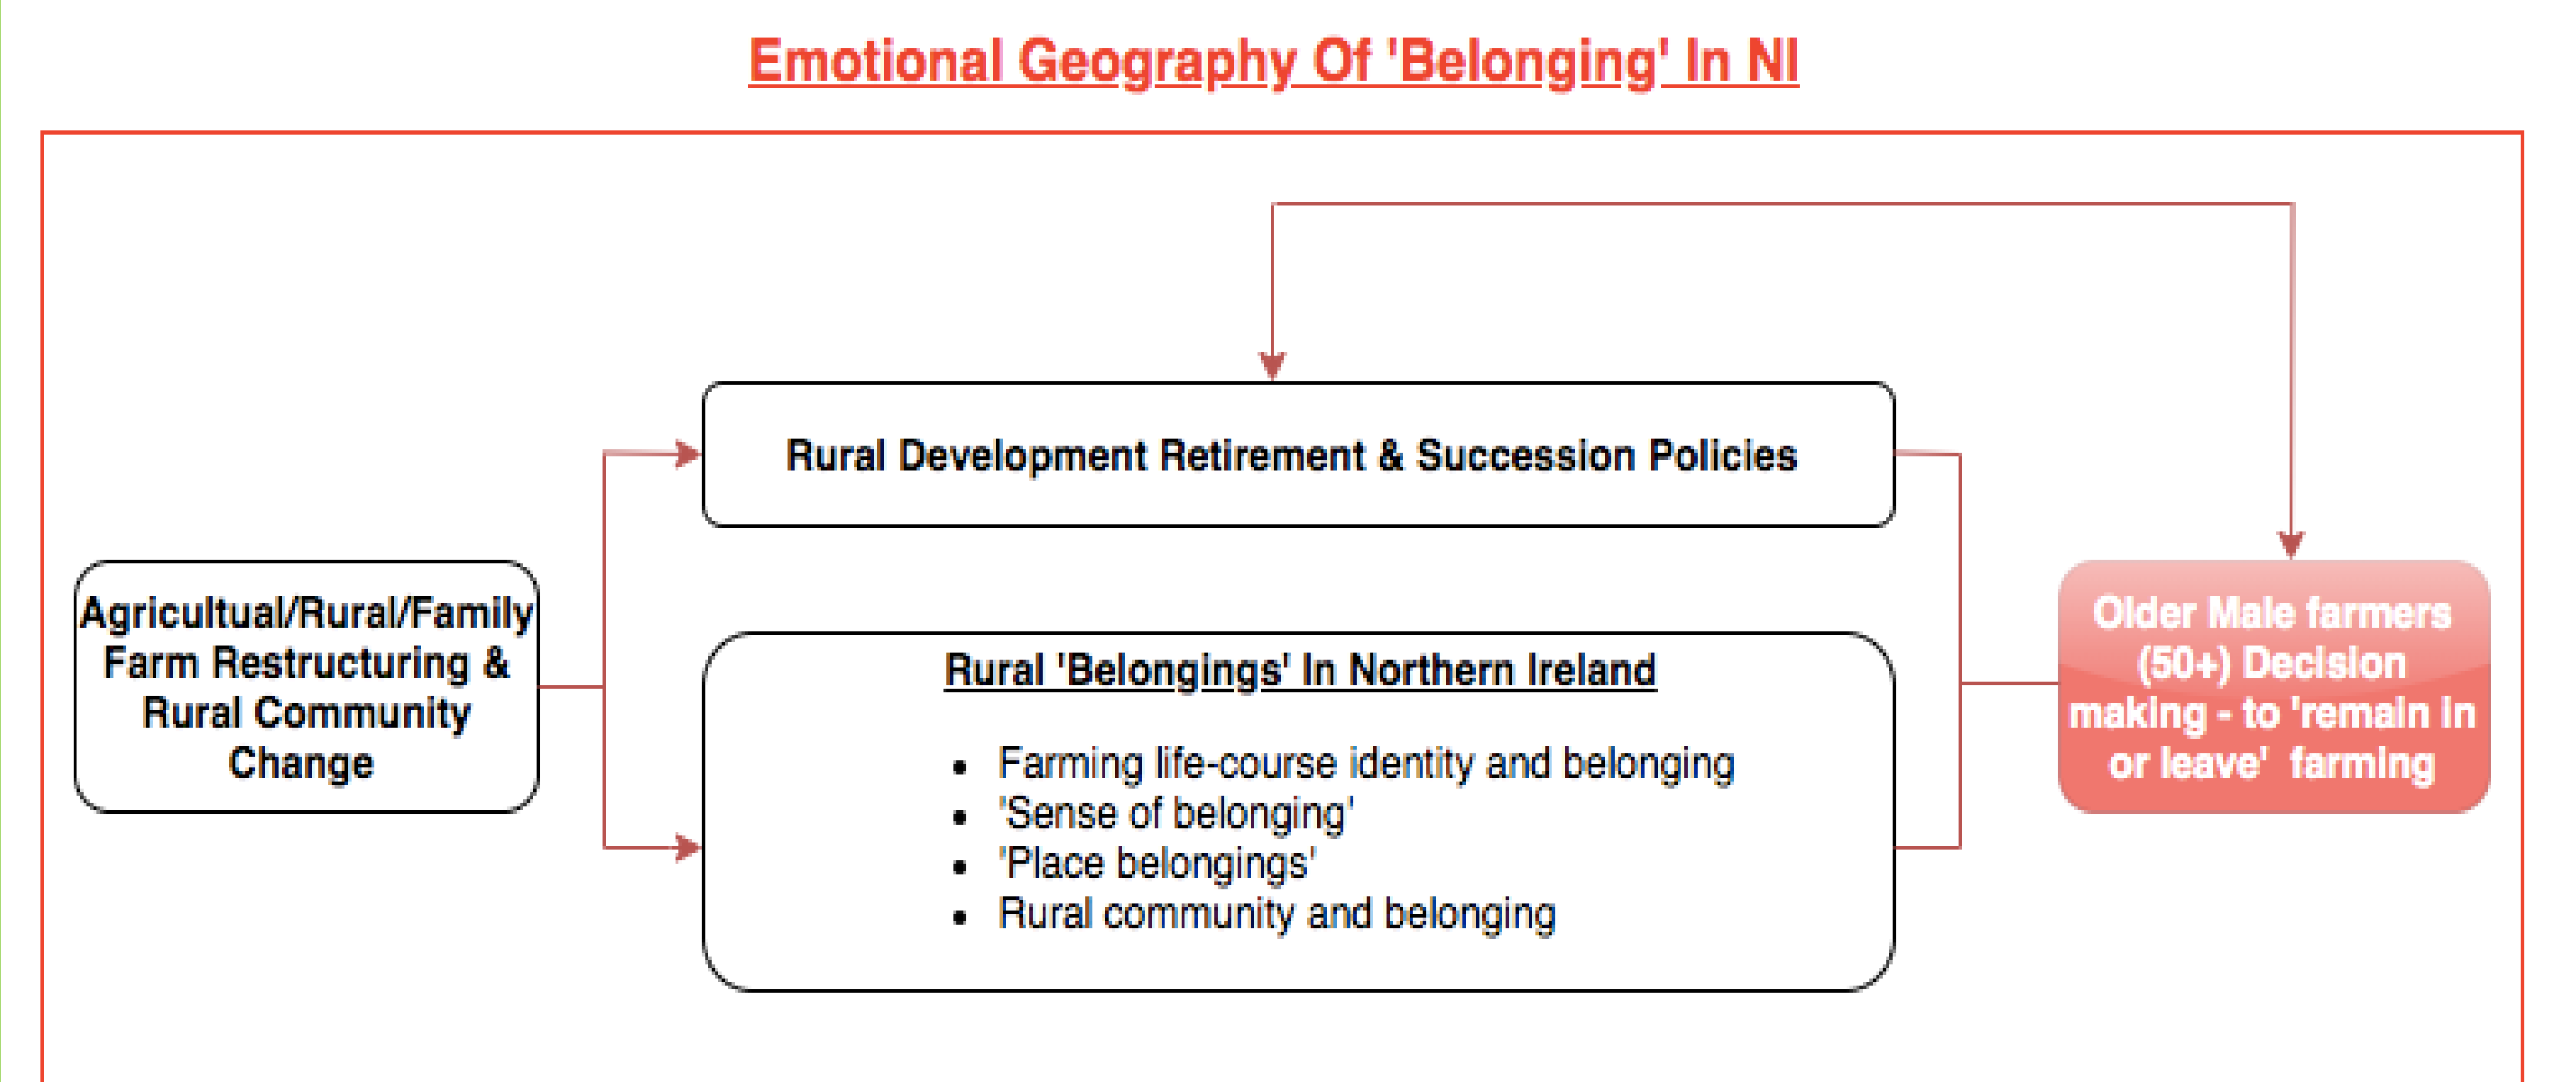 Emotional Geography Of 'Belonging' In NI
Rural Development Retirement & Succession Policies
Agricultual/Rural/Family
Farm Restructuring &
Rural Community
Change
Rural 'Belongings' In Northern Ireland
• Farming life-course identity and belonging
• 'Sense of belonging'
• 'Place belongings'
• Rural community and belonging
Older Male farmers
(50+) Decision
making - to 'remain in
or leave' farming